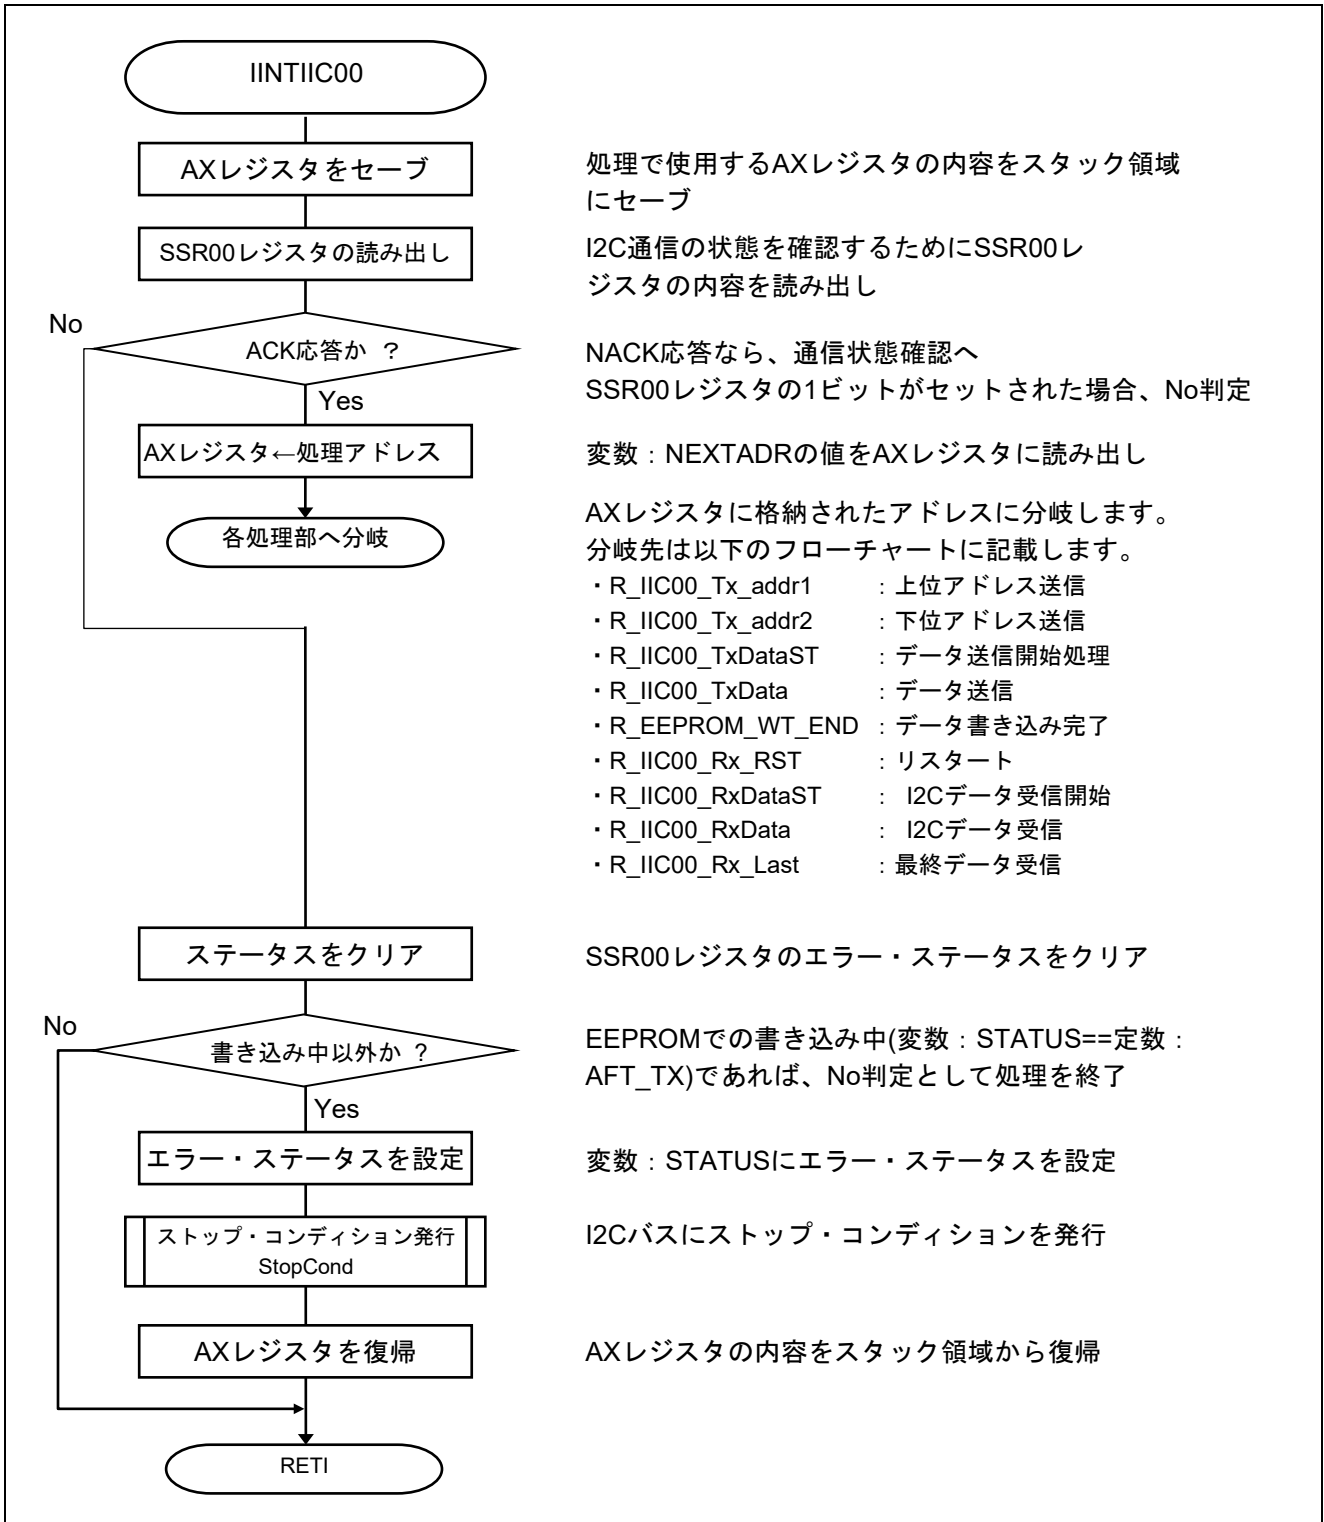 IINTIIC00
AXレジスタをセーブ
処理で使用するAXレジスタの内容をスタック領域
にセーブ
SSR00レジスタの読み出し
I2C通信の状態を確認するためにSSR00レ
ジスタの内容を読み出し
No
ACK応答か ？
NACK応答なら、通信状態確認へ
SSR00レジスタの1ビットがセットされた場合、No判定
Yes
AXレジスタ←処理アドレス
変数：NEXTADRの値をAXレジスタに読み出し
各処理部へ分岐
AXレジスタに格納されたアドレスに分岐します。
分岐先は以下のフローチャートに記載します。
・R_IIC00_Tx_addr1 ：上位アドレス送信
・R_IIC00_Tx_addr2 ：下位アドレス送信
・R_IIC00_TxDataST ：データ送信開始処理
・R_IIC00_TxData ：データ送信
・R_EEPROM_WT_END ：データ書き込み完了
・R_IIC00_Rx_RST ：リスタート
・R_IIC00_RxDataST ： I2Cデータ受信開始
・R_IIC00_RxData ： I2Cデータ受信
・R_IIC00_Rx_Last ：最終データ受信
ステータスをクリア
SSR00レジスタのエラー・ステータスをクリア
No
書き込み中以外か ？
EEPROMでの書き込み中(変数：STATUS==定数：
AFT_TX)であれば、No判定として処理を終了
Yes
エラー・ステータスを設定
変数：STATUSにエラー・ステータスを設定
ストップ・コンディション発行
StopCond
I2Cバスにストップ・コンディションを発行
AXレジスタを復帰
AXレジスタの内容をスタック領域から復帰
RETI